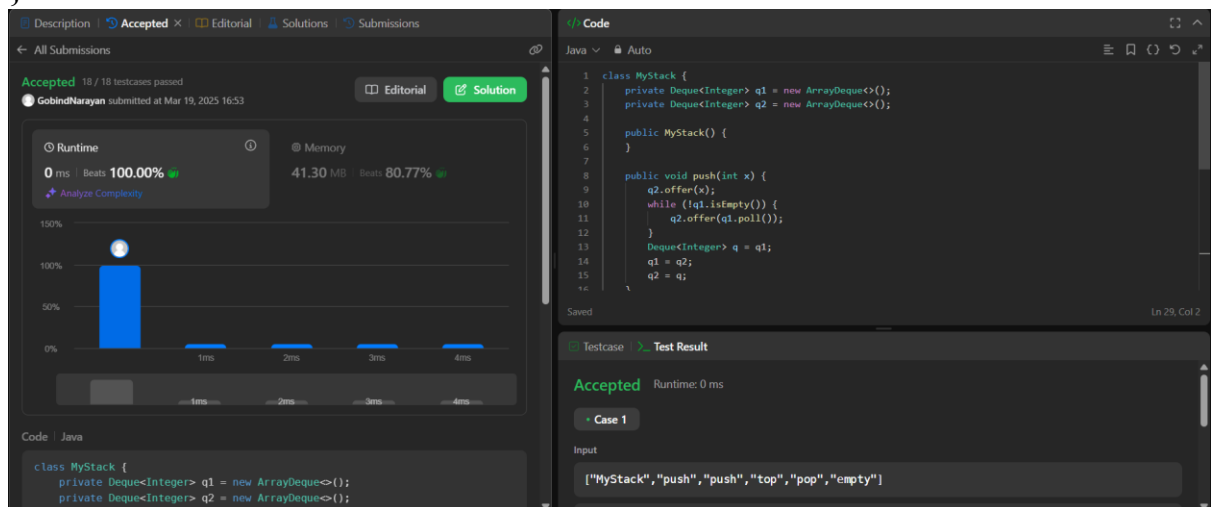 }
Description
Accepted ×
Editorial
Solutions
Submissions
← All Submissions
Accepted 18 / 18 testcases passed
GobindNarayan submitted at Mar 19, 2025 16:53
Editorial
Solution
Runtime
0 ms | Beats 100.00%
Analyze Complexity
Memory
41.30 MB | Beats 80.77%
150%
100%
50%
0%
1ms 2ms 3ms 4ms
1ms 2ms 3ms 4ms
Code | Java
class MyStack {
    private Deque<Integer> q1 = new ArrayDeque<>();
    private Deque<Integer> q2 = new ArrayDeque<>();
</> Code
Java Auto
1 class MyStack {
2     private Deque<Integer> q1 = new ArrayDeque<>();
3     private Deque<Integer> q2 = new ArrayDeque<>();
4
5     public MyStack() {
6     }
7
8     public void push(int x) {
9         q2.offer(x);
10         while (!q1.isEmpty()) {
11             q2.offer(q1.poll());
12         }
13         Deque<Integer> q = q1;
14         q1 = q2;
15         q2 = q;
16     }
Saved
Ln 29, Col 2
Testcase | >_ Test Result
Accepted Runtime: 0 ms
• Case 1
Input
["MyStack","push","push","top","pop","empty"]